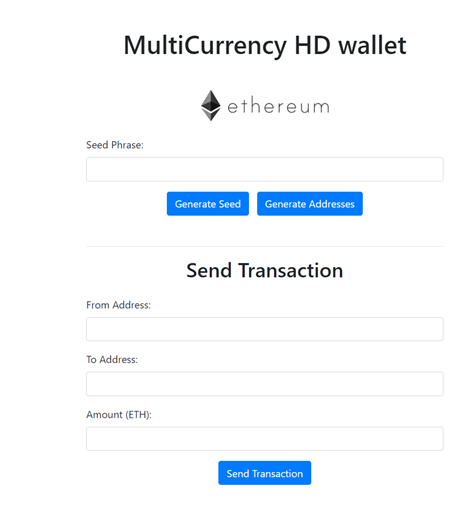 MultiCurrency HD wallet
ethereum
Seed Phrase:
Generate Seed Generate Addresses
Send Transaction
From Address:
To Address:
Amount (ETH):
Send Transaction